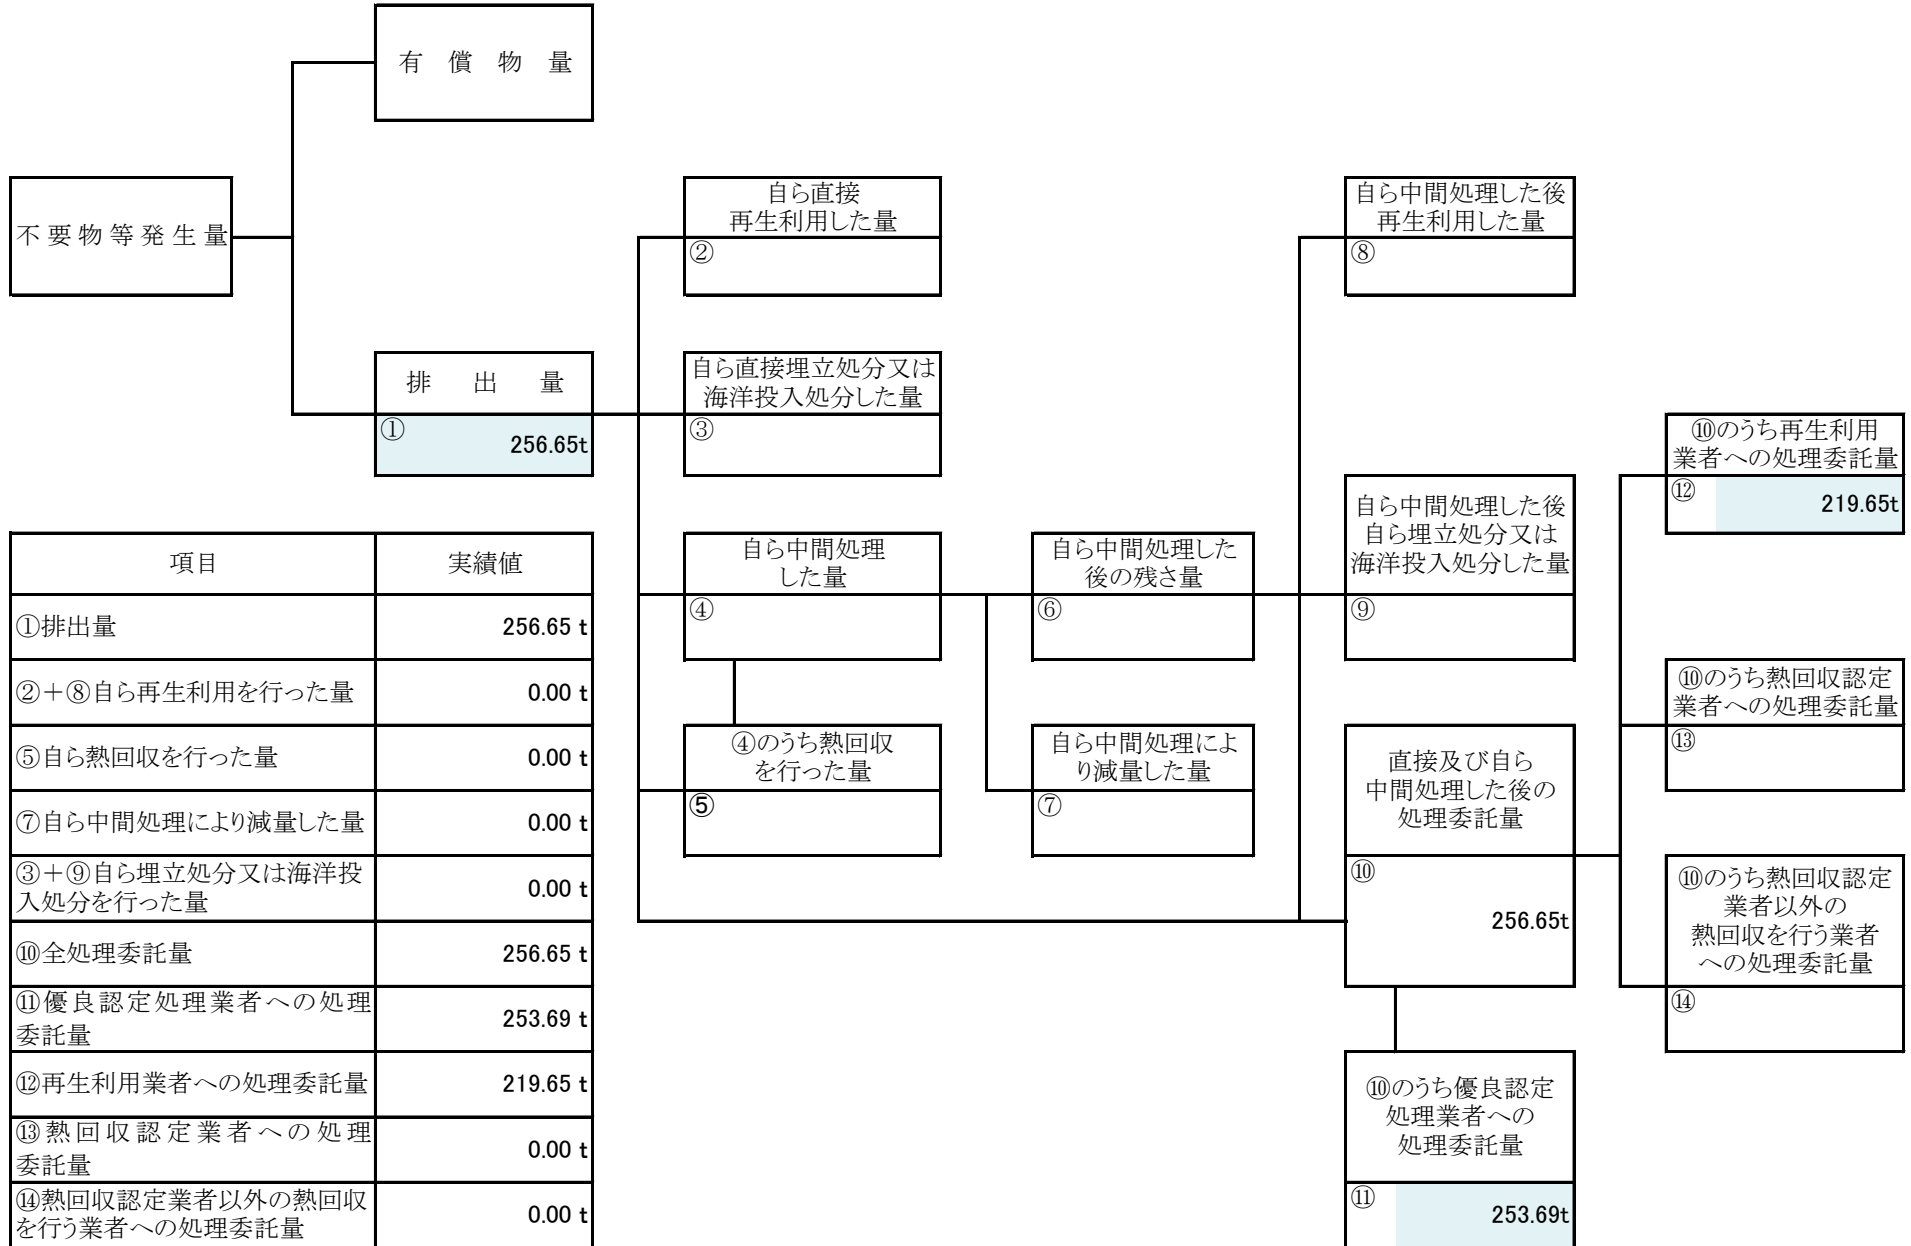 有償物量
不要物等発生量
排出量
①
256.65t
自ら直接
再生利用した量
②
自ら直接埋立処分又は
海洋投入処分した量
③
自ら中間処理
した量
④
④のうち熱回収
を行った量
⑤
自ら中間処理した
後の残さ量
⑥
自ら中間処理によ
り減量した量
⑦
自ら中間処理した後
再生利用した量
⑧
自ら中間処理した後
自ら埋立処分又は
海洋投入処分した量
⑨
直接及び自ら
中間処理した後の
処理委託量
⑩
256.65t
⑩のうち優良認定
処理業者への
処理委託量
⑪
253.69t
⑩のうち再生利用
業者への処理委託量
⑫
219.65t
⑩のうち熱回収認定
業者への処理委託量
⑬
⑩のうち熱回収認定
業者以外の
熱回収を行う業者
への処理委託量
⑭
項目 実績値
①排出量 256.65 t
②＋⑧自ら再生利用を行った量 0.00 t
⑤自ら熱回収を行った量 0.00 t
⑦自ら中間処理により減量した量 0.00 t
③＋⑨自ら埋立処分又は海洋投
入処分を行った量 0.00 t
⑩全処理委託量 256.65 t
⑪優良認定処理業者への処理
委託量 253.69 t
⑫再生利用業者への処理委託量 219.65 t
⑬熱回収認定業者への処理
委託量 0.00 t
⑭熱回収認定業者以外の熱回収
を行う業者への処理委託量 0.00 t